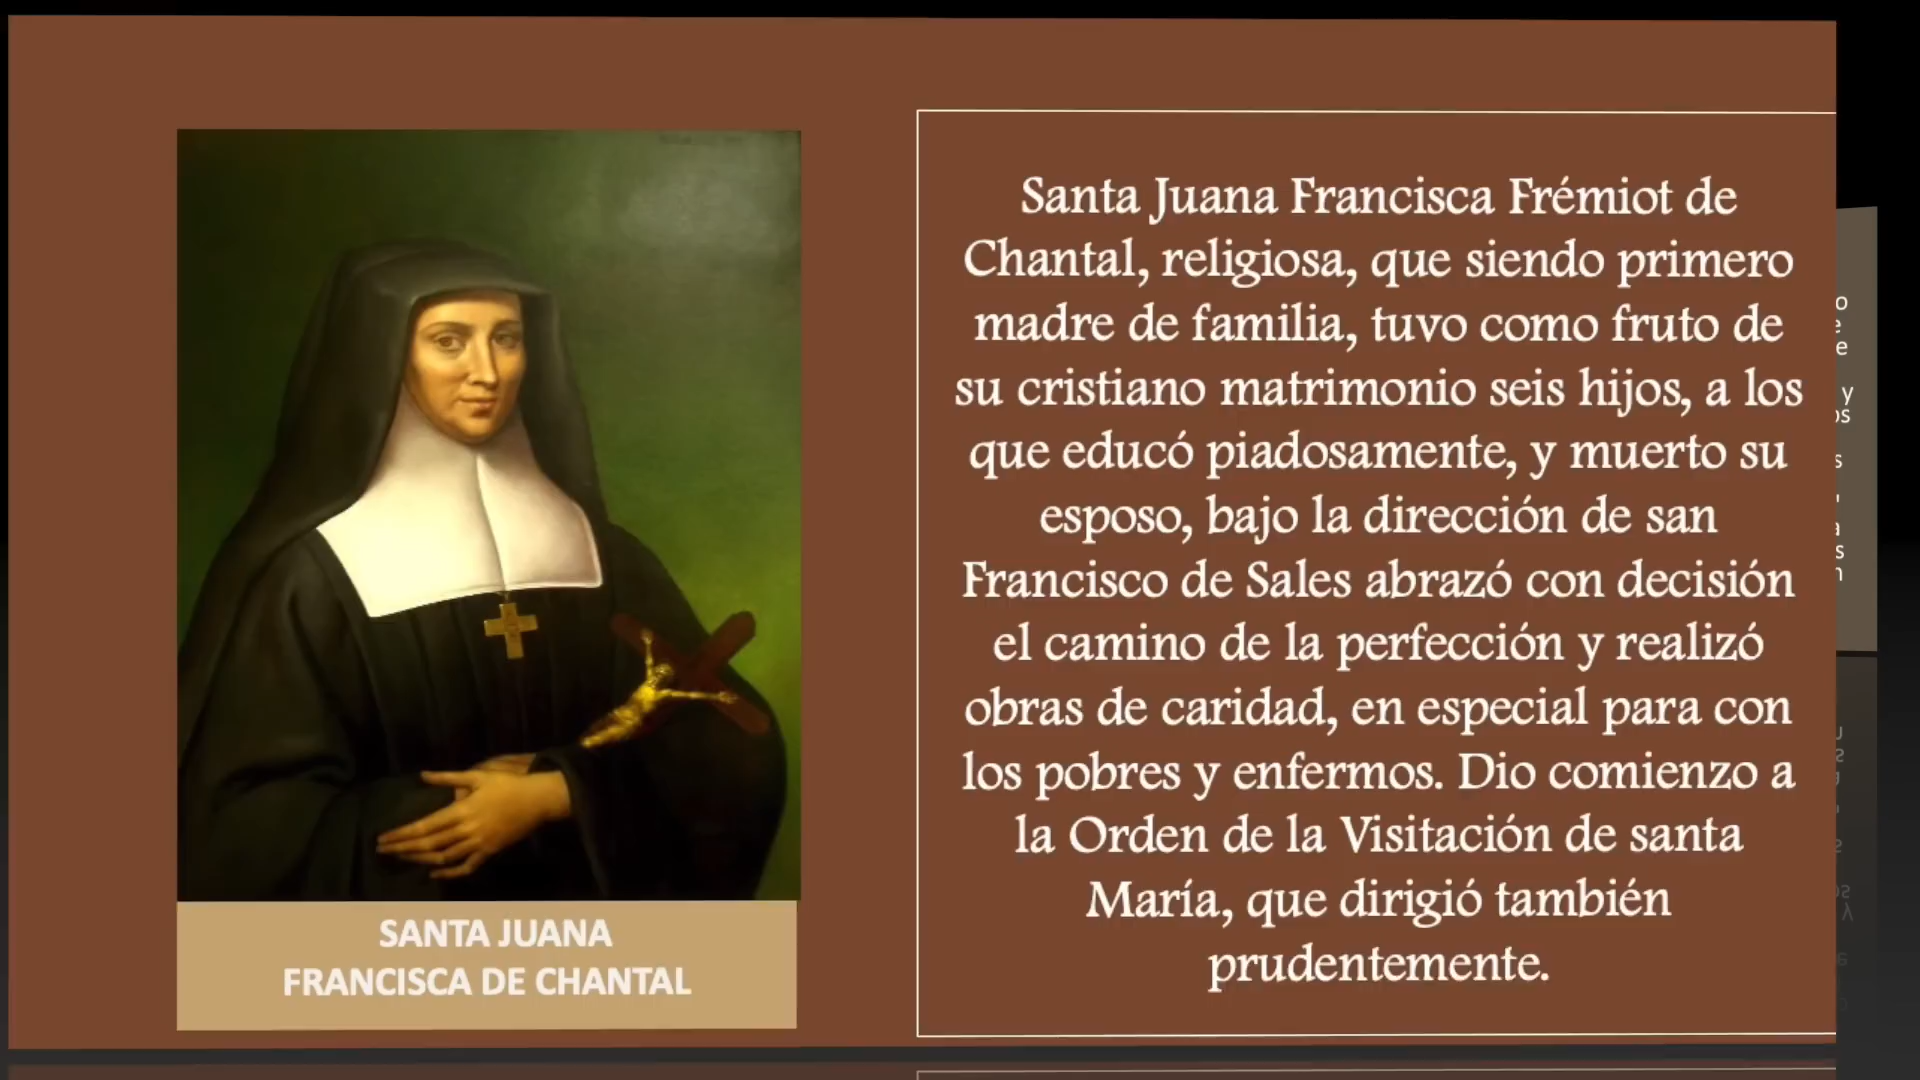 Santa Juana Francisca Frémiot de
Chantal, religiosa, que siendo primero
madre de familia, tuvo como fruto de
su cristiano matrimonio seis hijos, a los
que educó piadosamente, y muerto su
esposo, bajo la dirección de san
Francisco de Sales abrazó con decisión
el camino de la perfección y realizó
obras de caridad, en especial para con
los pobres y enfermos. Dio comienzo a
la Orden de la Visitación de santa
María, que dirigió también
prudentemente.
SANTA JUANA
FRANCISCA DE CHANTAL